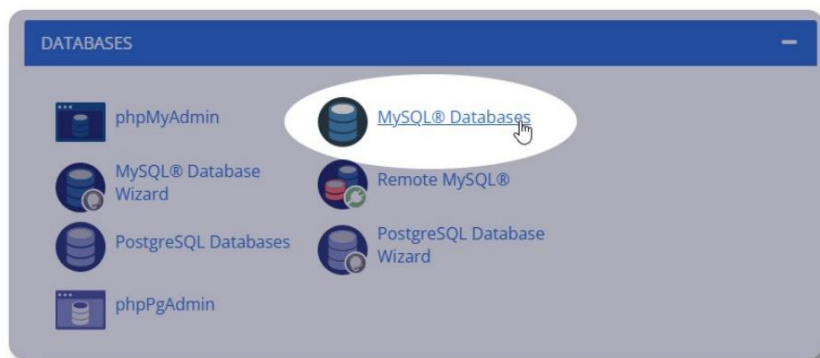 DATABASES
phpMyAdmin
MySQL® Databases
MySQL® Database
Wizard
Remote MySQL®
PostgreSQL Databases
PostgreSQL Database
Wizard
phpPgAdmin